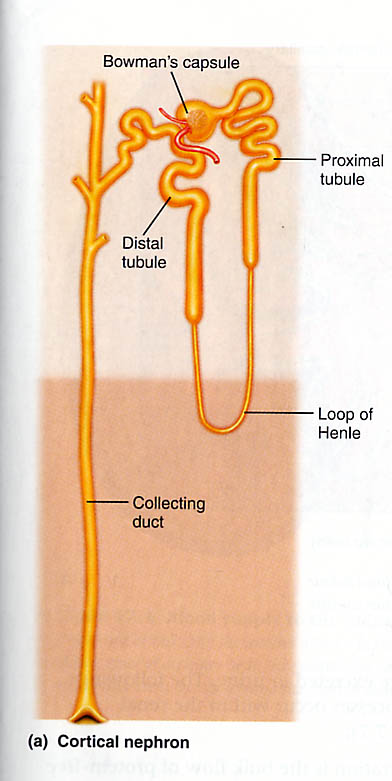 Bowman's capsule
Proximal
tubule
Distal
tubule
Loop of
Henle
Collecting
duct
(a) Cortical nephron